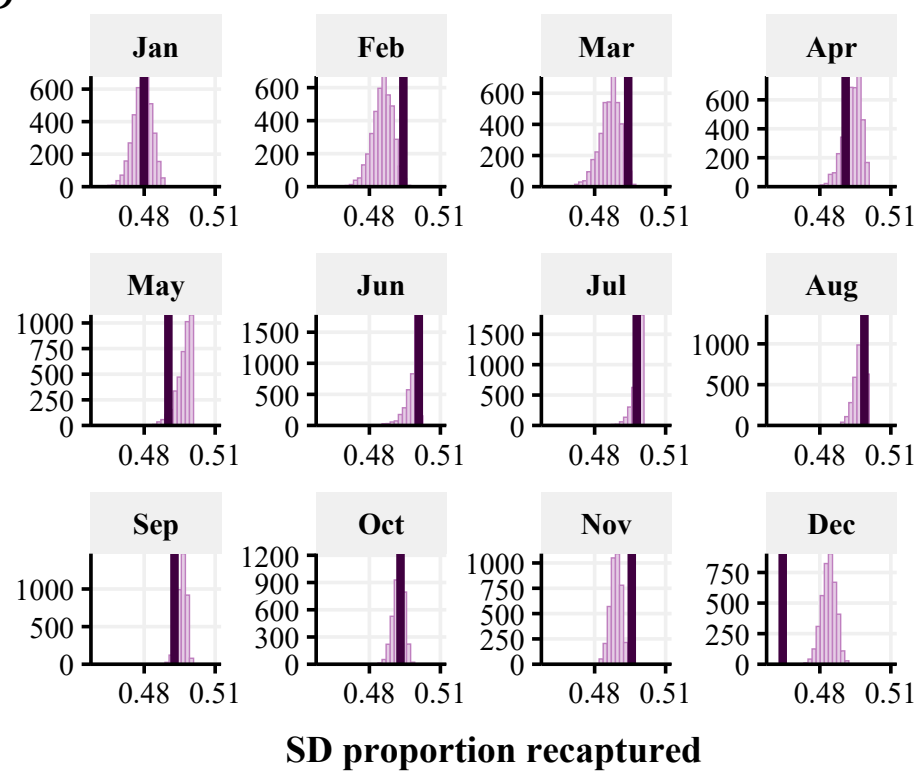 Jan Feb Mar Apr
600 600 600 600
400 400 400 400
200 200 200 200
0 0 0 0
0.48 0.51 0.48 0.51 0.48 0.51 0.48 0.51
May Jun Jul Aug
1000 1500 1500 1000
750 1000 1000 500
500 500 500 0
250 0 0
0
0.48 0.51 0.48 0.51 0.48 0.51 0.48 0.51
Sep Oct Nov Dec
1000 1200 1000 750
500 900 750 500
0 600 500 250
300 250 0
0 0
0.48 0.51 0.48 0.51 0.48 0.51 0.48 0.51
SD proportion recaptured